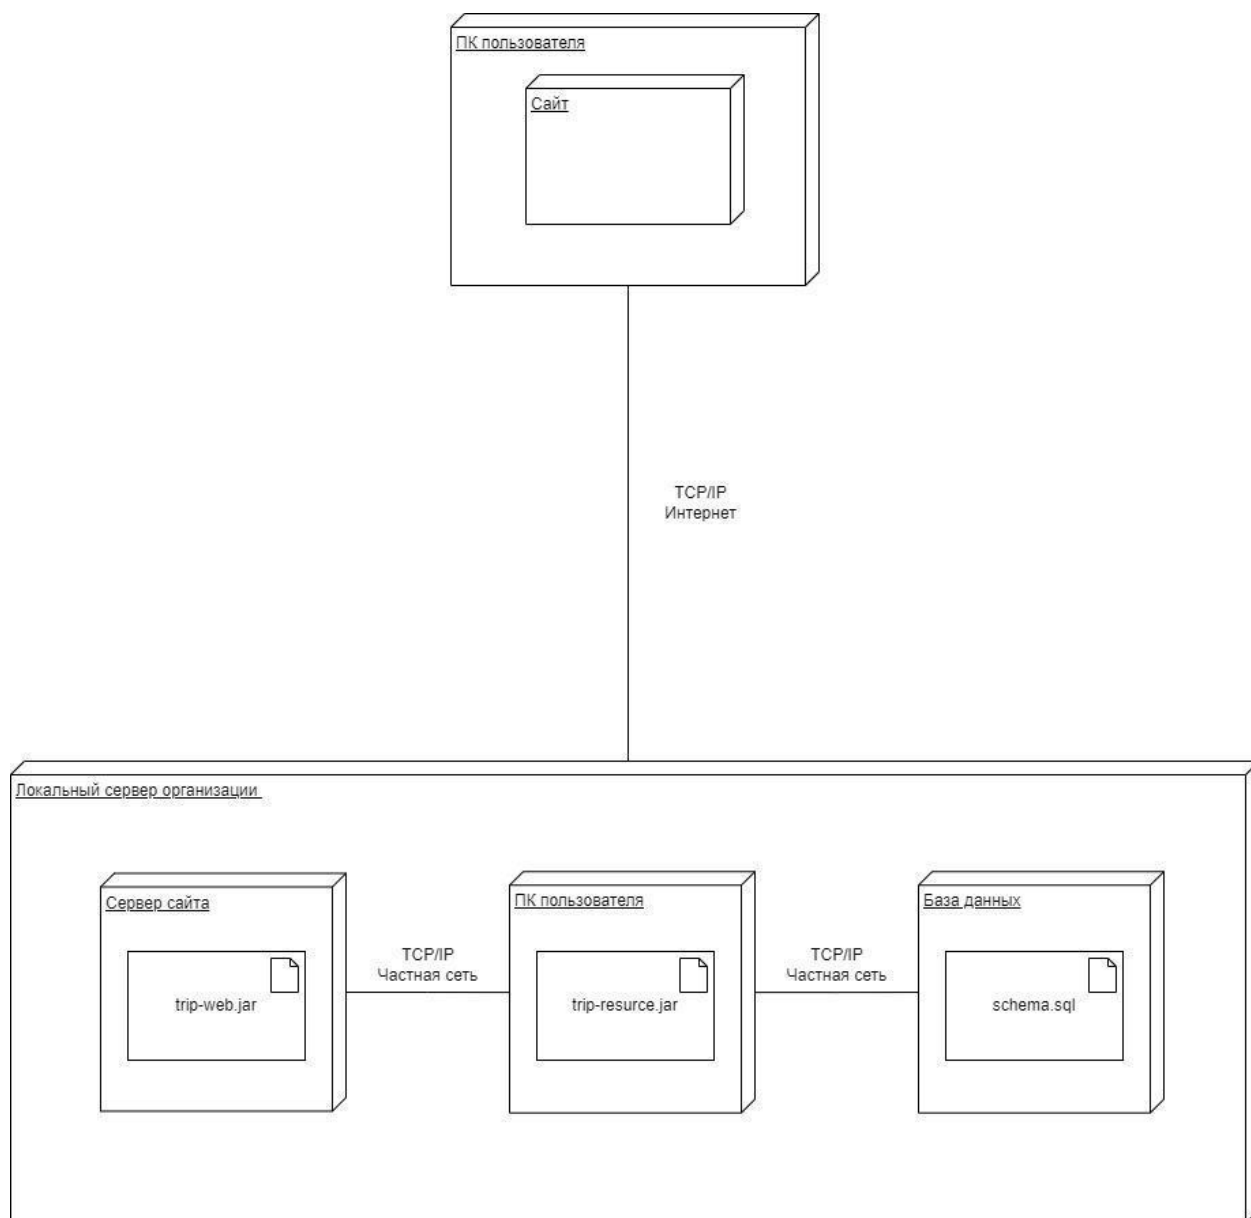 ПК пользователя
Сайт
TCP/IP
Интернет
Локальный сервер организации
Сервер сайта
trip-web.jar
TCP/IP
Частная сеть
ПК пользователя
trip-resurce.jar
TCP/IP
Частная сеть
База данных
schema.sql